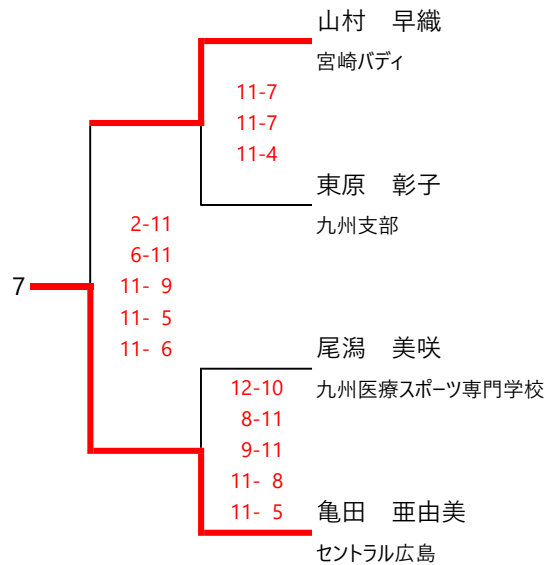 山村　早織
宮崎バディ
11-7
11-7
11-4
東原　彰子
九州支部
2-11
6-11
11- 9
11- 5
11- 6
7
尾潟　美咲
九州医療スポーツ専門学校
12-10
8-11
9-11
11- 8
11- 5
亀田　亜由美
セントラル広島